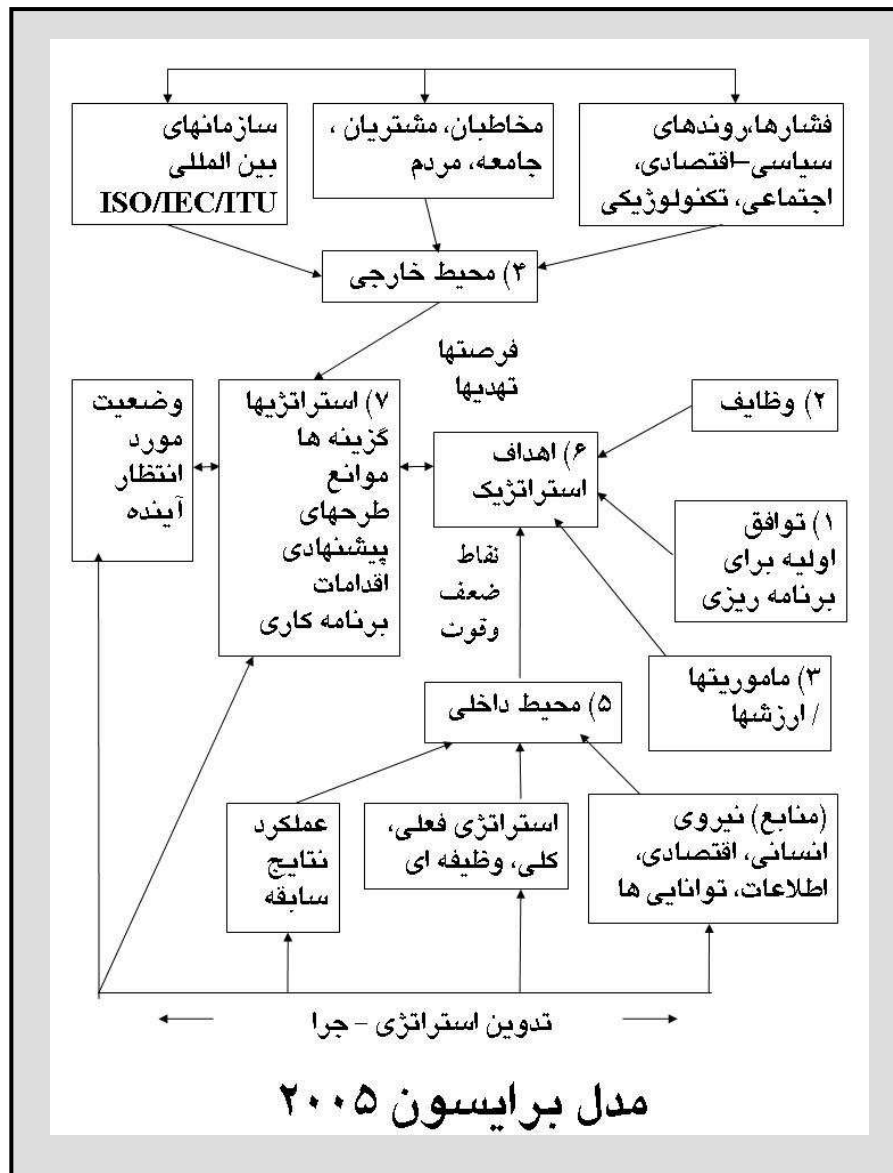 فشارها،روندهای
سیاسی-اقتصادی،
اجتماعی، تکنولوژیکی
مخاطبان، مشتریان ،
جامعه، مردم
سازمانهای
بین المللی
ISO/IEC/ITU
۴) محیط خارجی
فرصتها
تهدیها
۲) وظایف
۱) توافق
اولیه برای
برنامه ریزی
۳) ماموریتها
/ ارزشها
۶) اهداف
استراتژیک
۷) استراتژیها
گزینه ها
موانع
طرحهای
پیشنهادی
اقدامات
برنامه کاری
وضعیت
مورد
انتظار
آینده
نقاط
ضعف
وقوت
۵) محیط داخلی
(منابع) نیروی
انسانی، اقتصادی،
اطلاعات، توانایی ها
استراتژی فعلی،
کلی، وظیفه ای
عملکرد
نتایج
سابقه
تدوین استراتژی - جرا
مدل برایسون ۲۰۰۵